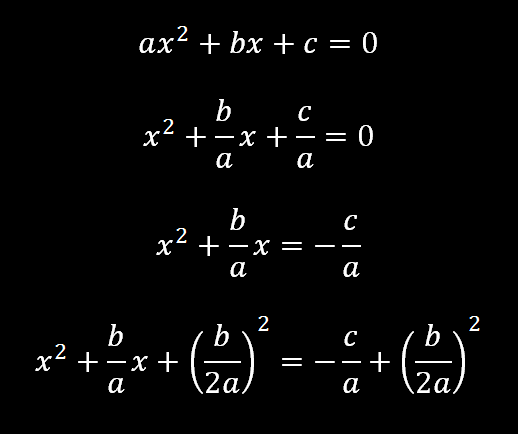 ax² + bx + c = 0
x² + b/a x + c/a = 0
x² + b/a x = −c/a
x² + b/a x + (b/2a)² = −c/a + (b/2a)²